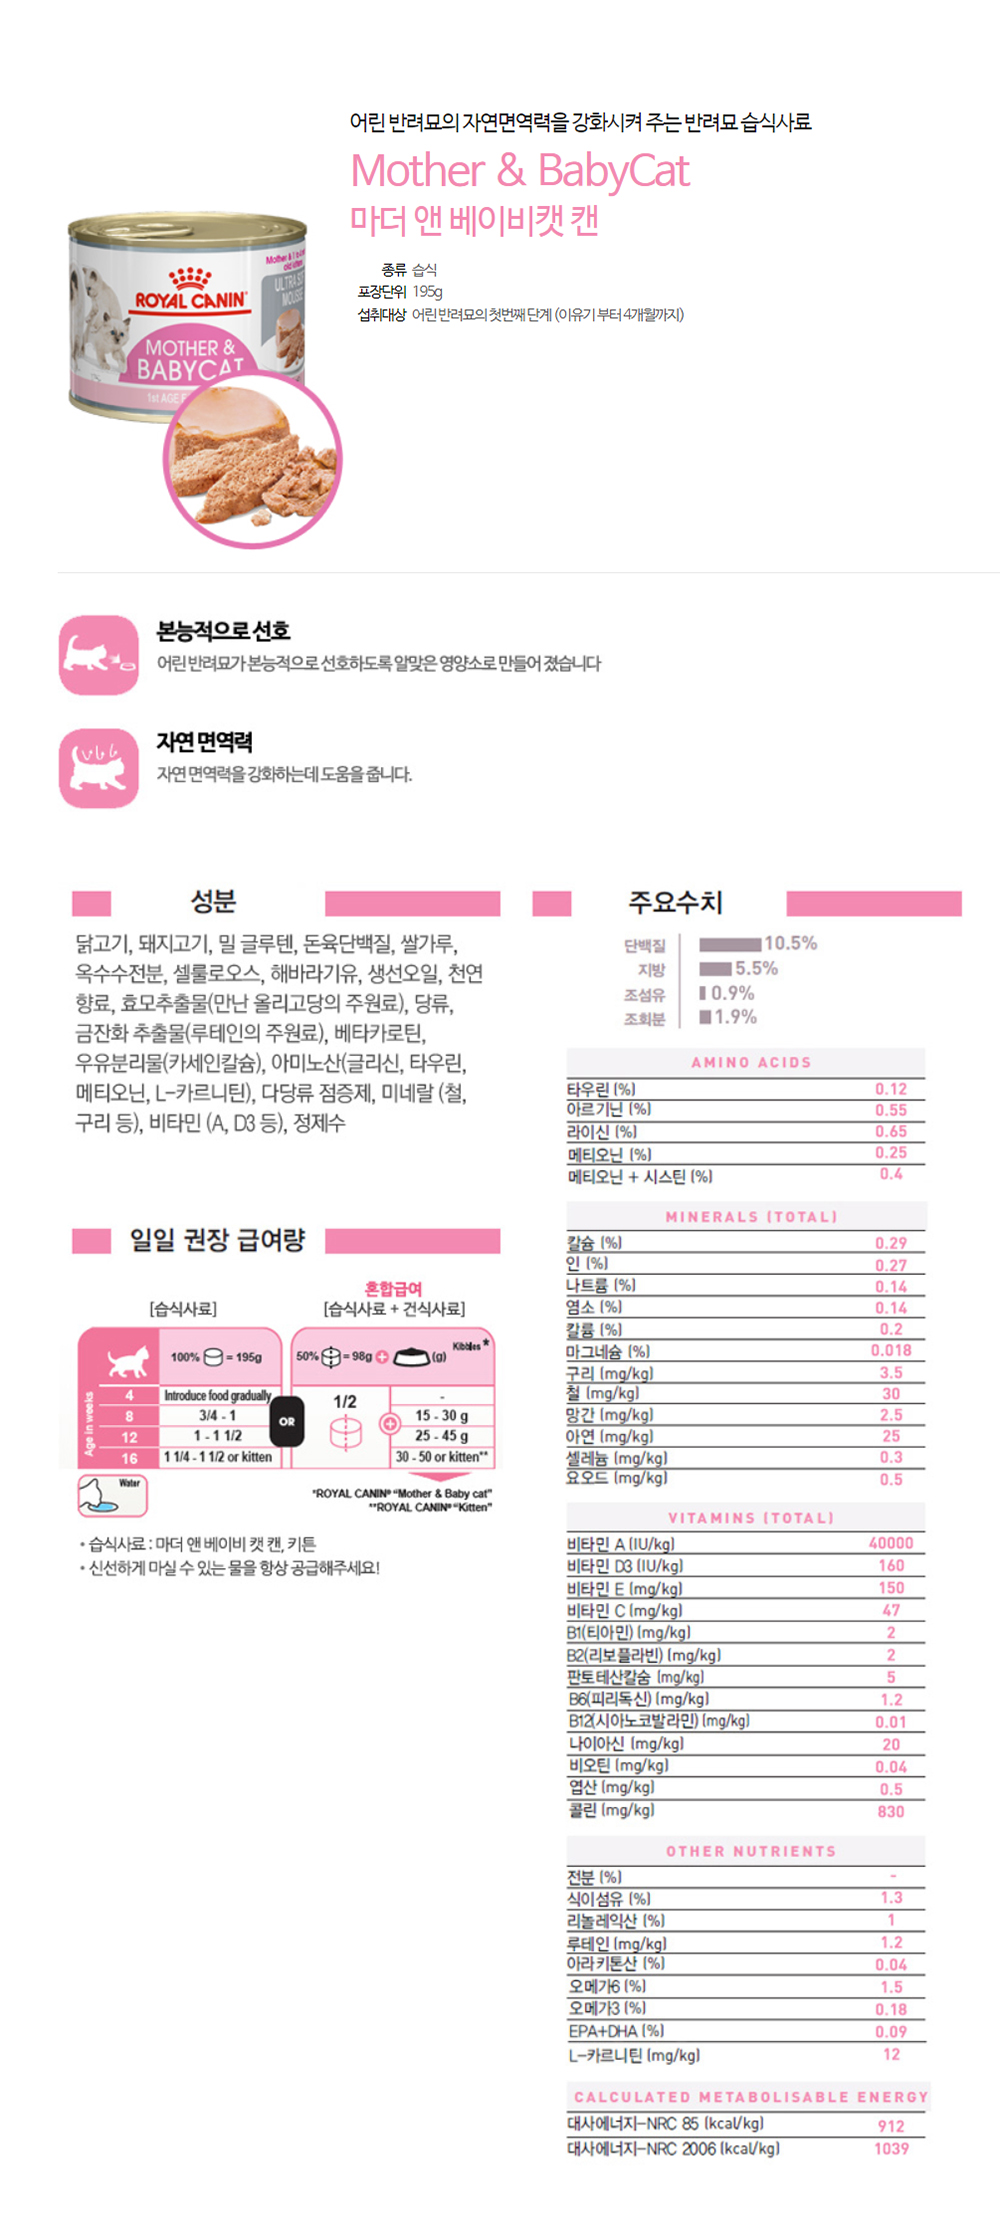 어린 반려묘의 자연면역력을 강화시켜 주는 반려묘 습식사료
Mother & BabyCat
마더 앤 베이비캣 캔
종류 습식
포장단위 195g
섭취대상 어린 반려묘의 첫번째 단계 (이유기 부터 4개월까지)
ROYAL CANIN
MOTHER &
BABYCAT
1st AGE
ULTRA SOFT
MOUSSE
본능적으로 선호
어린 반려묘가 본능적으로 선호하도록 알맞은 영양소로 만들어 졌습니다
자연 면역력
자연 면역력을 강화하는데 도움을 줍니다.
성분
닭고기, 돼지고기, 밀 글루텐, 돈육단백질, 쌀가루,
옥수수전분, 셀룰로오스, 해바라기유, 생선오일, 천연
향료, 효모추출물(만난 올리고당의 주원료), 당류,
금잔화 추출물(루테인의 주원료), 베타카로틴,
우유분리물(카세인칼슘), 아미노산(글리신, 타우린,
메티오닌, L-카르니틴), 다당류 점증제, 미네랄 (철,
구리 등), 비타민 (A, D3 등), 정제수
일일 권장 급여량
혼합급여
[습식사료] [습식사료 + 건식사료]
100% = 195g 50% = 98g + (g) Kibbles *
Age in weeks
4 Introduce food gradually -
8 3/4 - 1 15 - 30 g
12 1 - 1 1/2 25 - 45 g
16 1 1/4 - 1 1/2 or kitten 30 - 50 or kitten**
OR
1/2
Water
*ROYAL CANIN® “Mother & Baby cat”
**ROYAL CANIN® “Kitten”
• 습식사료 : 마더 앤 베이비 캣 캔, 키튼
• 신선하게 마실 수 있는 물을 항상 공급해주세요!
주요수치
단백질 10.5%
지방 5.5%
조섬유 0.9%
조회분 1.9%
AMINO ACIDS
타우린 (%) 0.12
아르기닌 (%) 0.55
라이신 (%) 0.65
메티오닌 (%) 0.25
메티오닌 + 시스틴 (%) 0.4
MINERALS (TOTAL)
칼슘 (%) 0.29
인 (%) 0.27
나트륨 (%) 0.14
염소 (%) 0.14
칼륨 (%) 0.2
마그네슘 (%) 0.018
구리 (mg/kg) 3.5
철 (mg/kg) 30
망간 (mg/kg) 2.5
아연 (mg/kg) 25
셀레늄 (mg/kg) 0.3
요오드 (mg/kg) 0.5
VITAMINS (TOTAL)
비타민 A (IU/kg) 40000
비타민 D3 (IU/kg) 160
비타민 E (mg/kg) 150
비타민 C (mg/kg) 47
B1(티아민) (mg/kg) 2
B2(리보플라빈) (mg/kg) 2
판토테산칼슘 (mg/kg) 5
B6(피리독신) (mg/kg) 1.2
B12(시아노코발라민) (mg/kg) 0.01
나이아신 (mg/kg) 20
비오틴 (mg/kg) 0.04
엽산 (mg/kg) 0.5
콜린 (mg/kg) 830
OTHER NUTRIENTS
전분 (%) -
식이섬유 (%) 1.3
리놀레익산 (%) 1
루테인 (mg/kg) 1.2
아라키톤산 (%) 0.04
오메가6 (%) 1.5
오메가3 (%) 0.18
EPA+DHA (%) 0.09
L-카르니틴 (mg/kg) 12
CALCULATED METABOLISABLE ENERGY
대사에너지-NRC 85 (kcal/kg) 912
대사에너지-NRC 2006 (kcal/kg) 1039